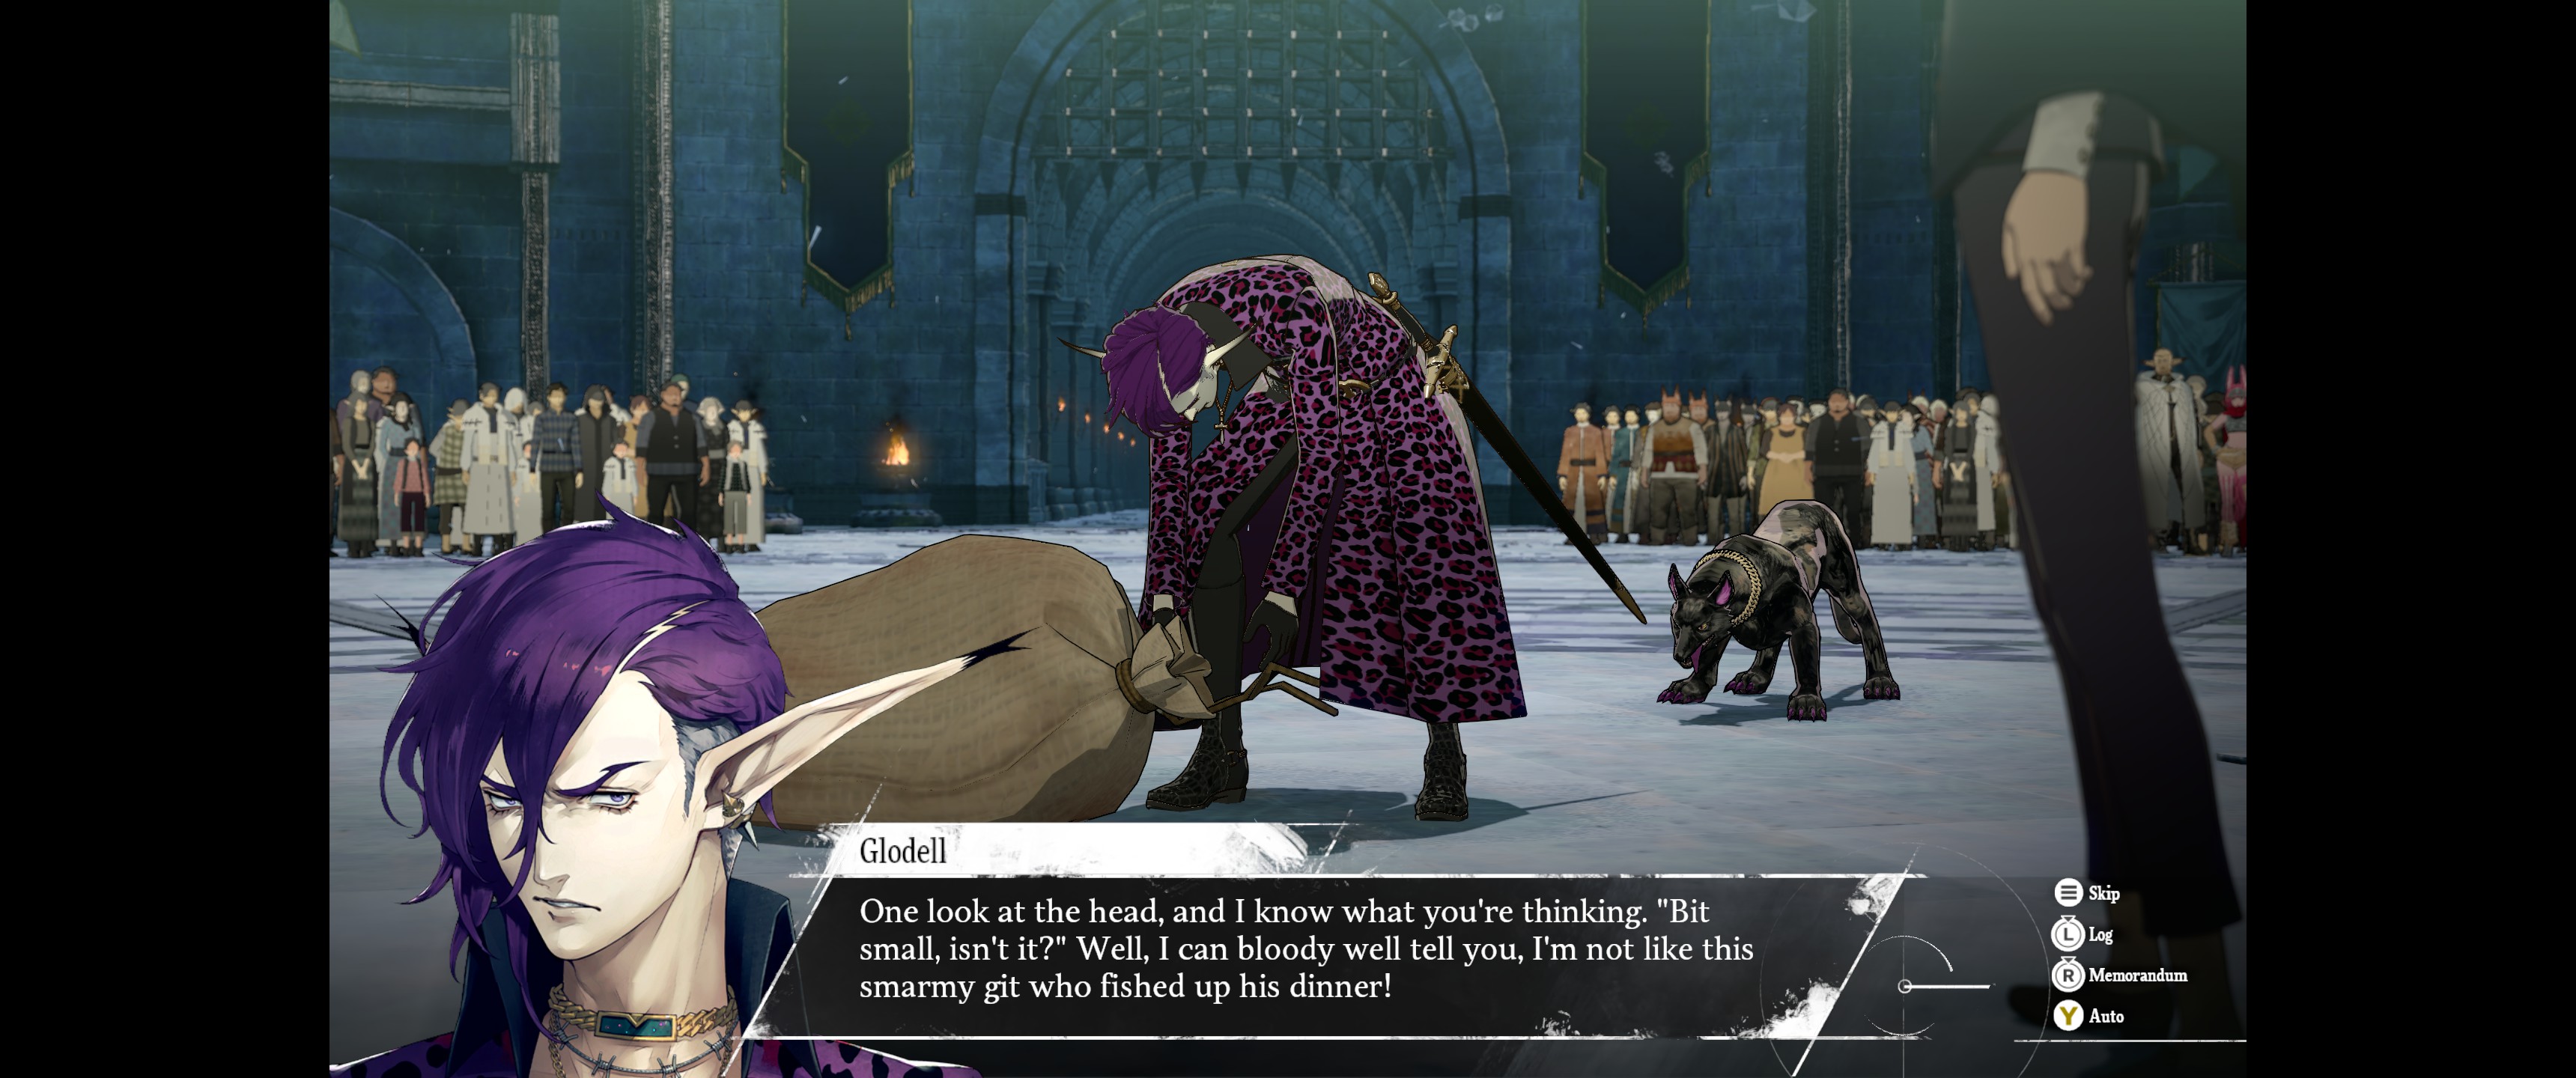 Glodell
One look at the head, and I know what you're thinking. "Bit
small, isn't it?" Well, I can bloody well tell you, I'm not like this
smarmy git who fished up his dinner!
Skip
L Log
R Memorandum
Y Auto